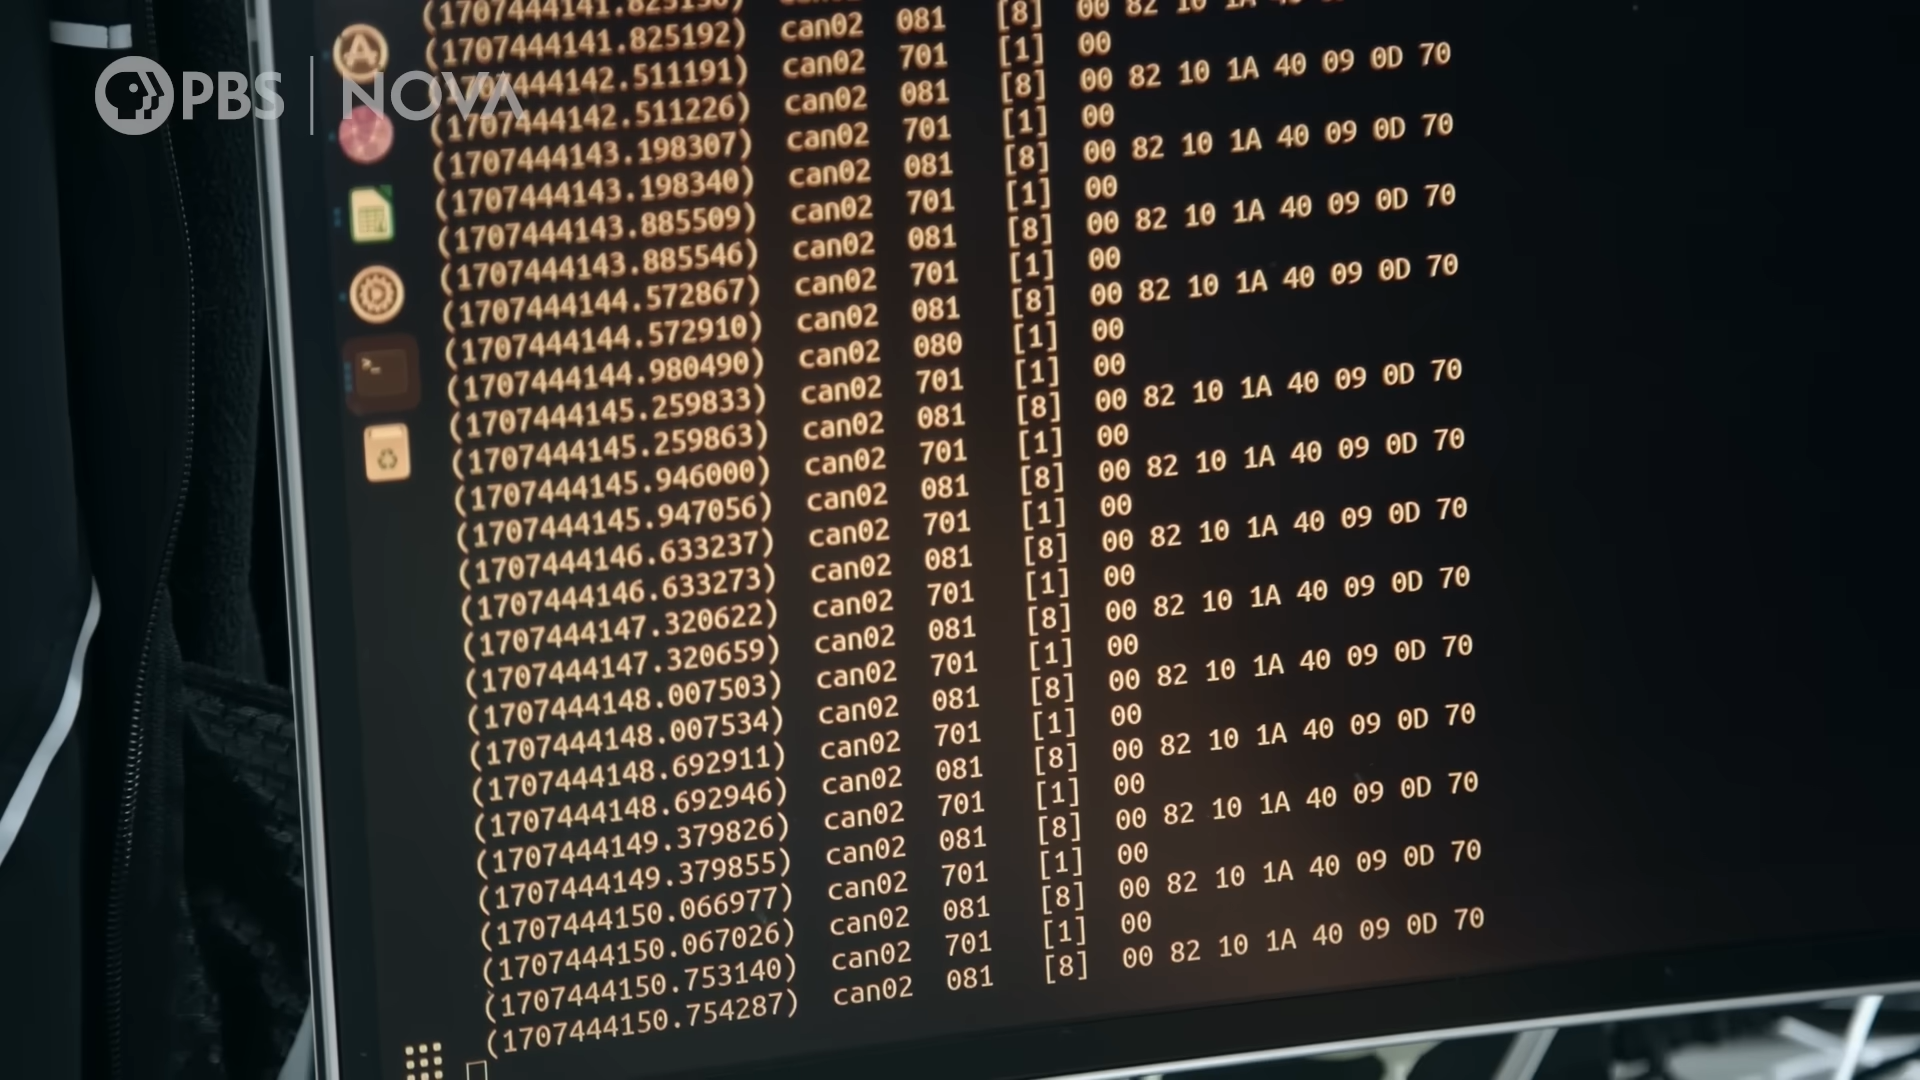 PBS | NOVA
(1707444141.825192) can02 081 [8] 00 82 10 1A
(1707444142.511191) can02 701 [1] 00
(1707444142.511226) can02 081 [8] 00 82 10 1A 40 09 0D 70
(1707444143.198307) can02 701 [1] 00
(1707444143.198340) can02 081 [8] 00 82 10 1A 40 09 0D 70
(1707444143.885509) can02 701 [1] 00
(1707444143.885546) can02 081 [8] 00 82 10 1A 40 09 0D 70
(1707444144.572867) can02 701 [1] 00
(1707444144.572910) can02 081 [8] 00 82 10 1A 40 09 0D 70
(1707444144.980490) can02 080 [1] 00
(1707444145.259833) can02 701 [1] 00
(1707444145.259863) can02 081 [8] 00 82 10 1A 40 09 0D 70
(1707444145.946000) can02 701 [1] 00
(1707444145.947056) can02 081 [8] 00 82 10 1A 40 09 0D 70
(1707444146.633237) can02 701 [1] 00
(1707444146.633273) can02 081 [8] 00 82 10 1A 40 09 0D 70
(1707444147.320622) can02 701 [1] 00
(1707444147.320659) can02 081 [8] 00 82 10 1A 40 09 0D 70
(1707444148.007503) can02 701 [1] 00
(1707444148.007534) can02 081 [8] 00 82 10 1A 40 09 0D 70
(1707444148.692911) can02 701 [1] 00
(1707444148.692946) can02 081 [8] 00 82 10 1A 40 09 0D 70
(1707444149.379826) can02 701 [1] 00
(1707444149.379855) can02 081 [8] 00 82 10 1A 40 09 0D 70
(1707444150.066977) can02 701 [1] 00
(1707444150.067026) can02 081 [8] 00 82 10 1A 40 09 0D 70
(1707444150.753140) can02 701 [1] 00
(1707444150.754287) can02 081 [8] 00 82 10 1A 40 09 0D 70